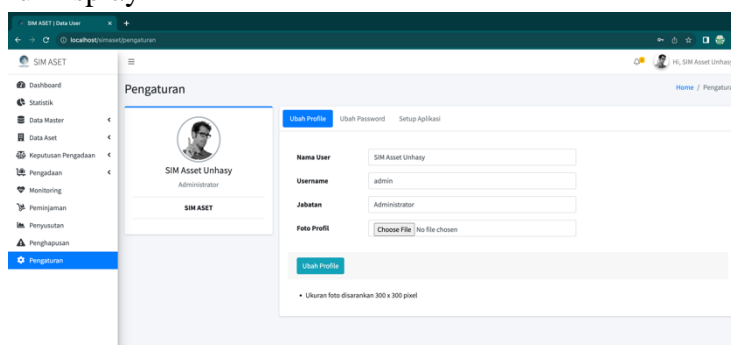 SIM ASET | Data User
localhost/simaset/pengaturan
SIM ASET
Hi, SIM Asset Unhasy
Dashboard
Statistik
Data Master
Data Aset
Keputusan Pengadaan
Pengadaan
Monitoring
Peminjaman
Penyusutan
Penghapusan
Pengaturan
Pengaturan
Home / Pengatura
SIM Asset Unhasy
Administrator
SIM ASET
Ubah Profile Ubah Password Setup Aplikasi
Nama User SIM Asset Unhasy
Username admin
Jabatan Administrator
Foto Profil Choose File No file chosen
Ubah Profile
• Ukuran foto disarankan 300 x 300 pixel